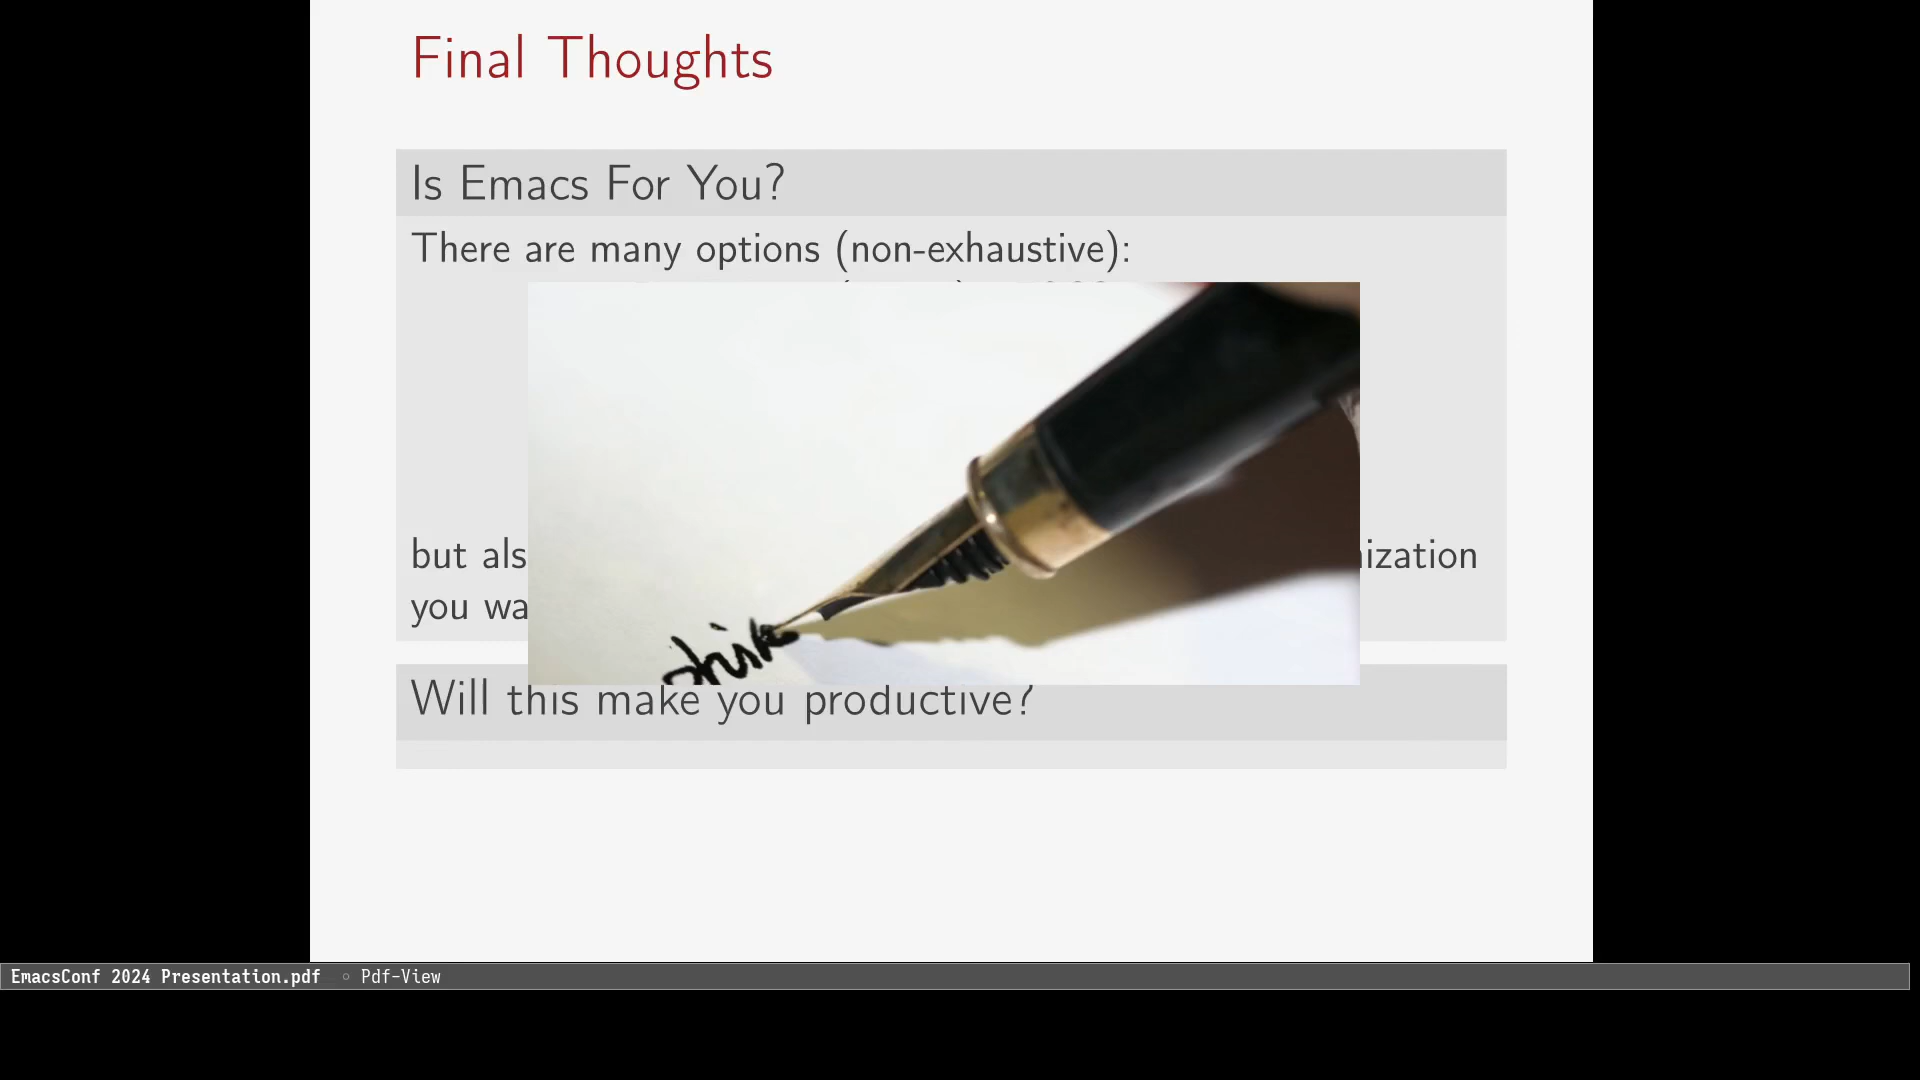 Final Thoughts
Is Emacs For You?
There are many options (non-exhaustive):
but als
ization
you wa
Will this make you productive?
EmacsConf 2024 Presentation.pdf ◦ Pdf-View